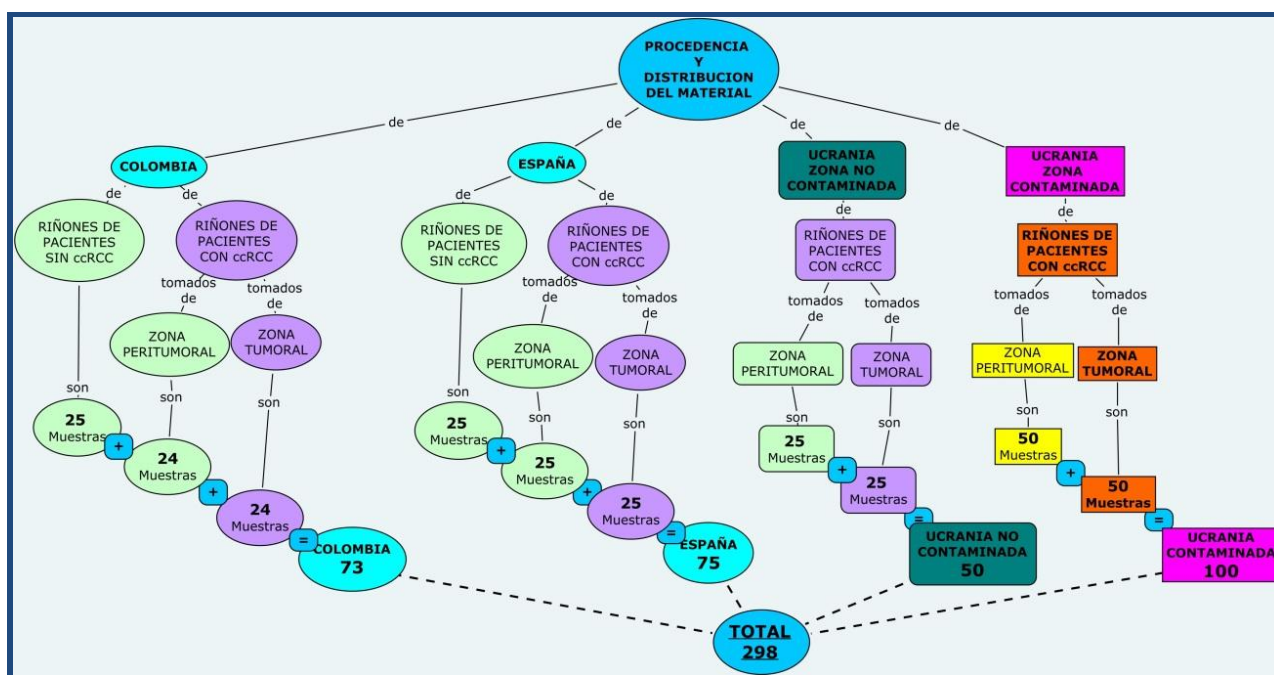 PROCEDENCIA
Y
DISTRIBUCION
DEL MATERIAL
de
de
de
de
COLOMBIA
ESPAÑA
UCRANIA
ZONA NO
CONTAMINADA
UCRANIA
ZONA
CONTAMINADA
de
de
de
de
de
de
RIÑONES DE
PACIENTES
SIN ccRCC
RIÑONES DE
PACIENTES
CON ccRCC
RIÑONES DE
PACIENTES
SIN ccRCC
RIÑONES DE
PACIENTES
CON ccRCC
RIÑONES DE
PACIENTES
CON ccRCC
RIÑONES DE
PACIENTES
CON ccRCC
tomados
de
tomados
de
tomados
de
tomados
de
tomados
de
tomados
de
tomados
de
tomados
de
ZONA
PERITUMORAL
ZONA
TUMORAL
ZONA
PERITUMORAL
ZONA
TUMORAL
ZONA
PERITUMORAL
ZONA
TUMORAL
ZONA
PERITUMORAL
ZONA
TUMORAL
son
son
son
son
son
son
son
son
son
son
25
Muestras
+
24
Muestras
+
24
Muestras
=
COLOMBIA
73
25
Muestras
+
25
Muestras
+
25
Muestras
=
ESPAÑA
75
25
Muestras
+
25
Muestras
=
UCRANIA NO
CONTAMINADA
50
50
Muestras
+
50
Muestras
=
UCRANIA
CONTAMINADA
100
TOTAL
298